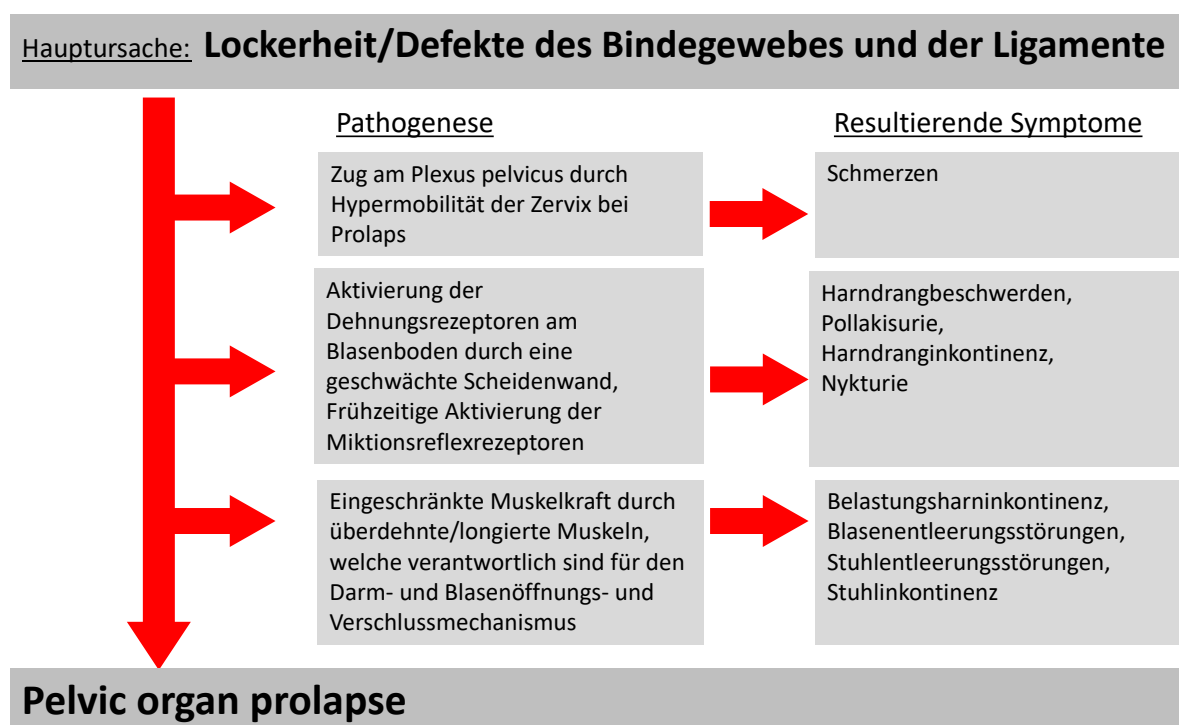 Hauptursache: Lockerheit/Defekte des Bindegewebes und der Ligamente
Pathogenese
Resultierende Symptome
Zug am Plexus pelvicus durch
Hypermobilität der Zervix bei
Prolaps
Schmerzen
Aktivierung der
Dehnungsrezeptoren am
Blasenboden durch eine
geschwächte Scheidenwand,
Frühzeitige Aktivierung der
Miktionsreflexrezeptoren
Harndrangbeschwerden,
Pollakisurie,
Harndranginkontinenz,
Nykturie
Eingeschränkte Muskelkraft durch
überdehnte/longierte Muskeln,
welche verantwortlich sind für den
Darm- und Blasenöffnungs- und
Verschlussmechanismus
Belastungsharninkontinenz,
Blasenentleerungsstörungen,
Stuhlentleerungsstörungen,
Stuhlinkontinenz
Pelvic organ prolapse